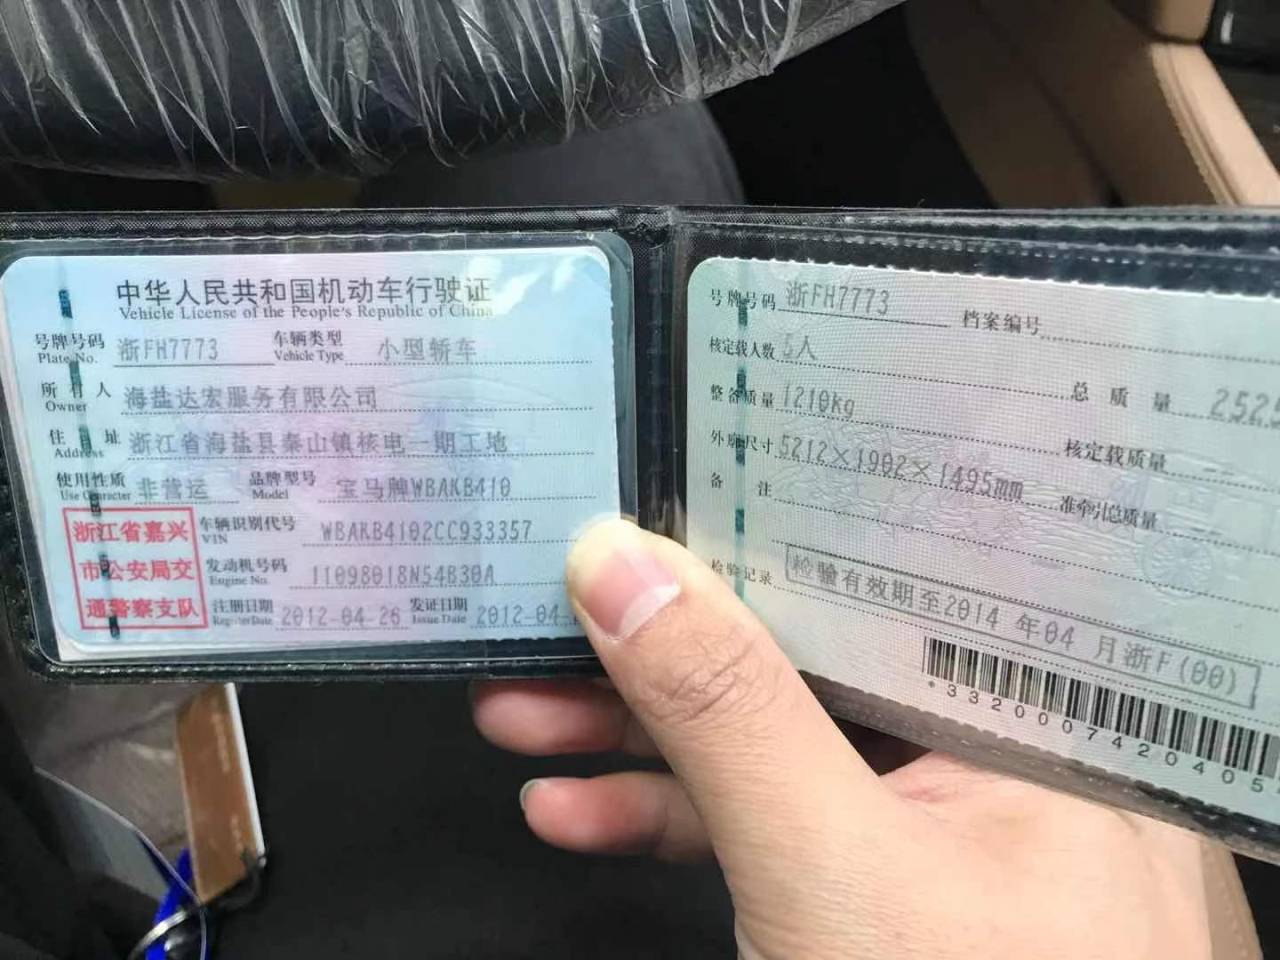 中华人民共和国机动车行驶证
Vehicle License of the People's Republic of China
号牌号码 浙FH7773 车辆类型 小型轿车
Plate No. Vehicle Type
所有人 海盐达宏服务有限公司
Owner
住址 浙江省海盐县秦山镇核电一期工地
Address
使用性质 非营运 品牌型号 宝马牌WBAKB410
Use Character Model
浙江省嘉兴
市公安局交
通警察支队
车辆识别代号 WBAKB4102CC933357
VIN
发动机号码 11098018N54B30A
Engine No.
注册日期 2012-04-26 发证日期 2012-04-
Register Date Issue Date
号牌号码 浙FH7773 档案编号
核定载人数 5人 总质量 252
整备质量 1210kg 核定载质量 --
外廓尺寸 5212×1902×1495mm 准牵引总质量 --
备注
检验记录 检验有效期至2014年04月浙F(00)
*3320007420405